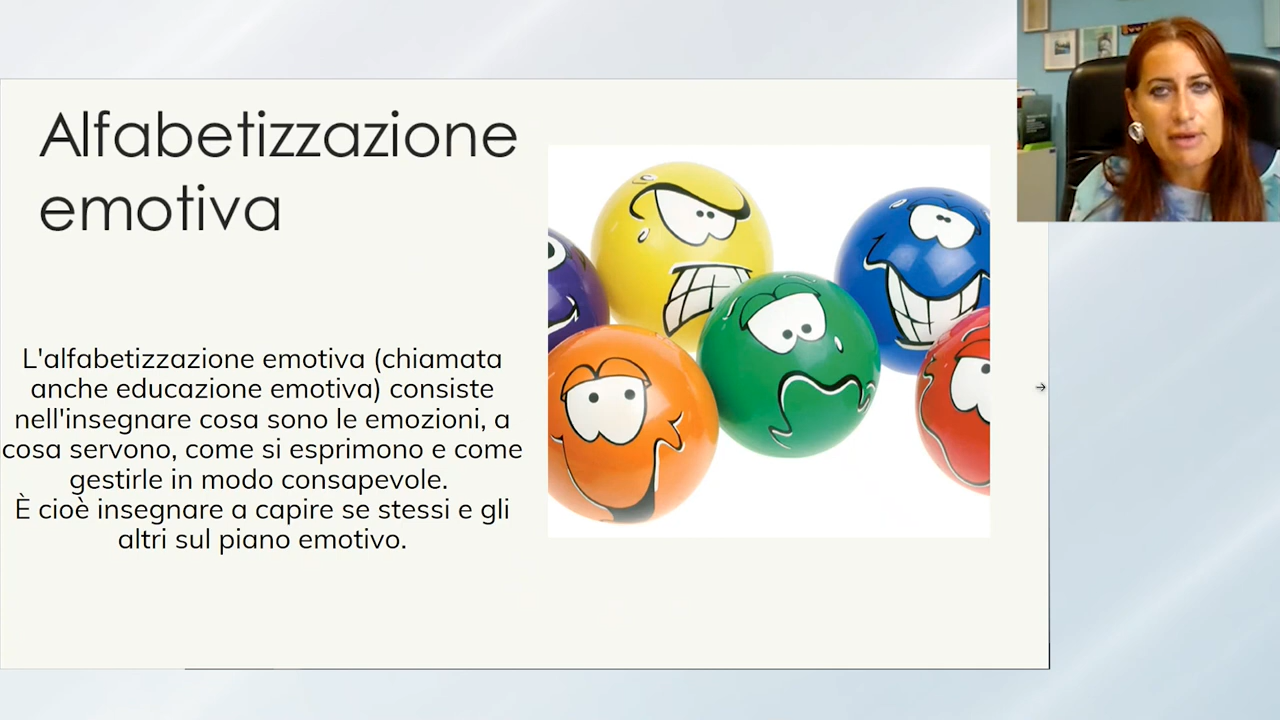 Alfabetizzazione
emotiva
L'alfabetizzazione emotiva (chiamata
anche educazione emotiva) consiste
nell'insegnare cosa sono le emozioni, a
cosa servono, come si esprimono e come
gestirle in modo consapevole.
È cioè insegnare a capire se stessi e gli
altri sul piano emotivo.